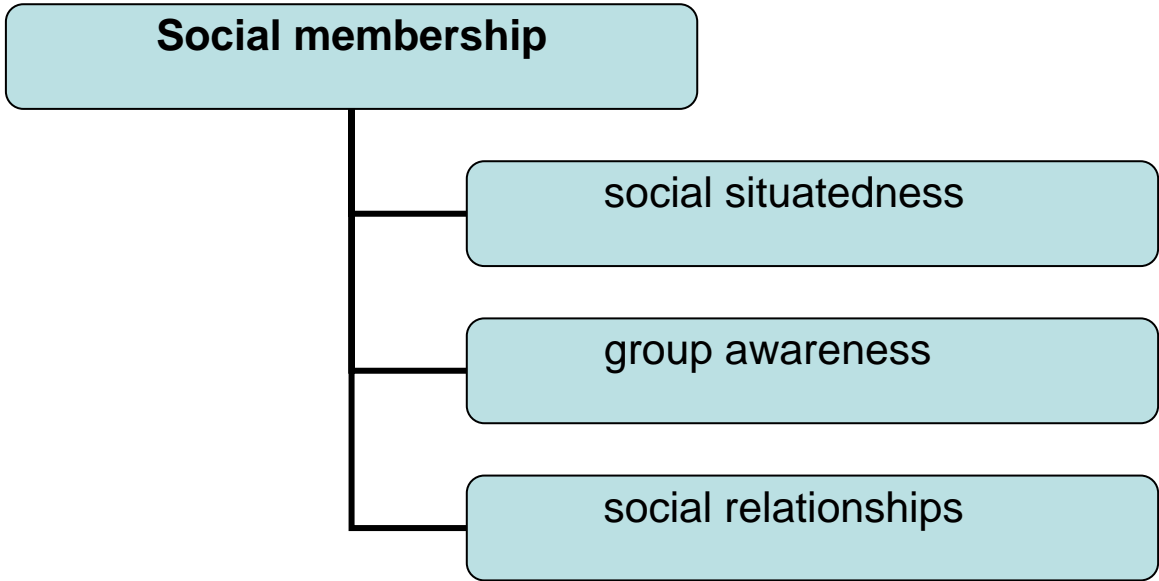 Social membership
social situatedness
group awareness
social relationships